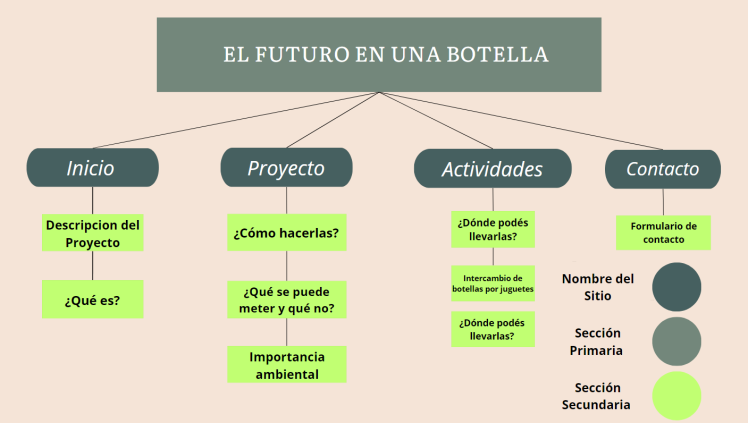 EL FUTURO EN UNA BOTELLA
Inicio
Proyecto
Actividades
Contacto
Descripcion del
Proyecto
¿Qué es?
¿Cómo hacerlas?
¿Qué se puede
meter y qué no?
Importancia
ambiental
¿Dónde podés
llevarlas?
Intercambio de
botellas por juguetes
¿Dónde podés
llevarlas?
Formulario de
contacto
Nombre del
Sitio
Sección
Primaria
Sección
Secundaria